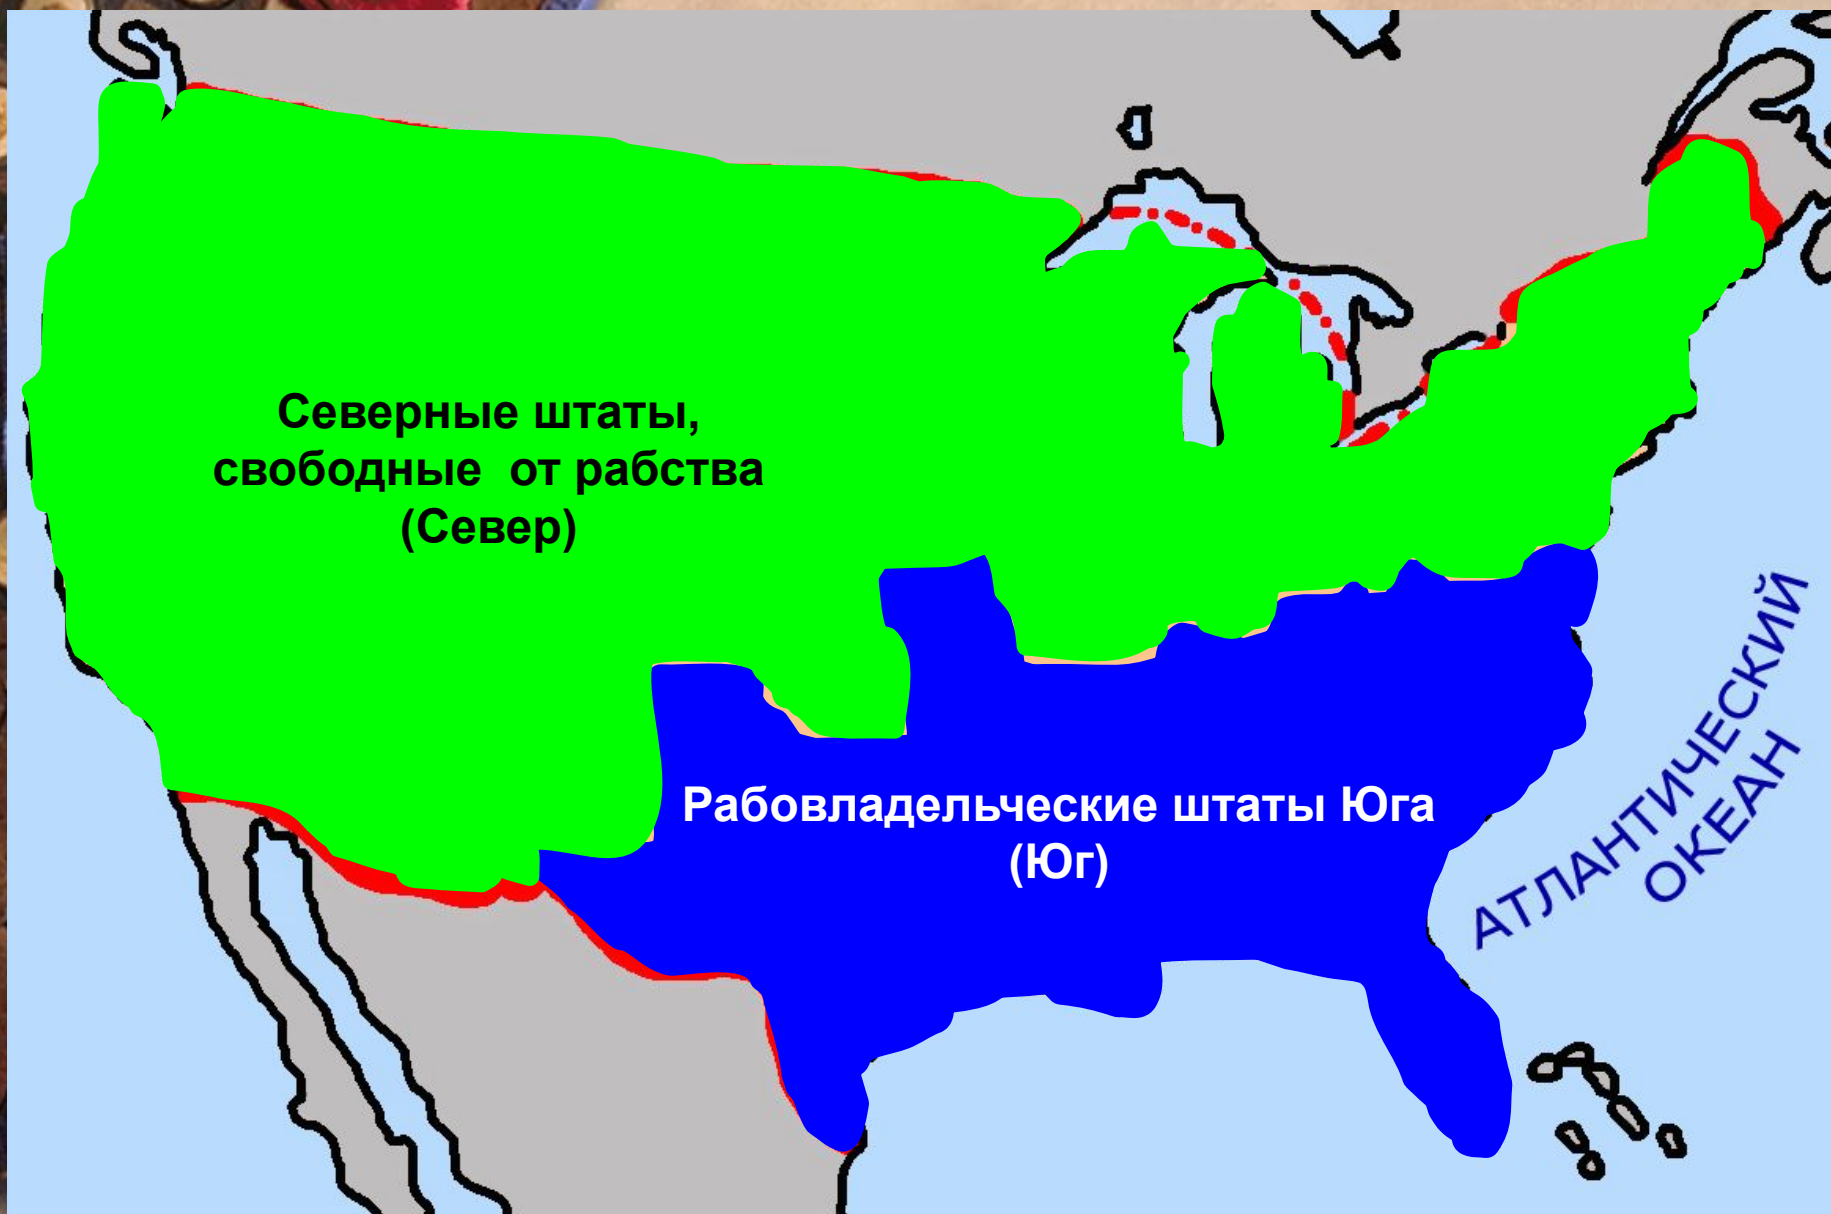 Северные штаты,
свободные от рабства
(Север)
Рабовладельческие штаты Юга
(Юг)
АТЛАНТИЧЕСКИЙ
ОКЕАН